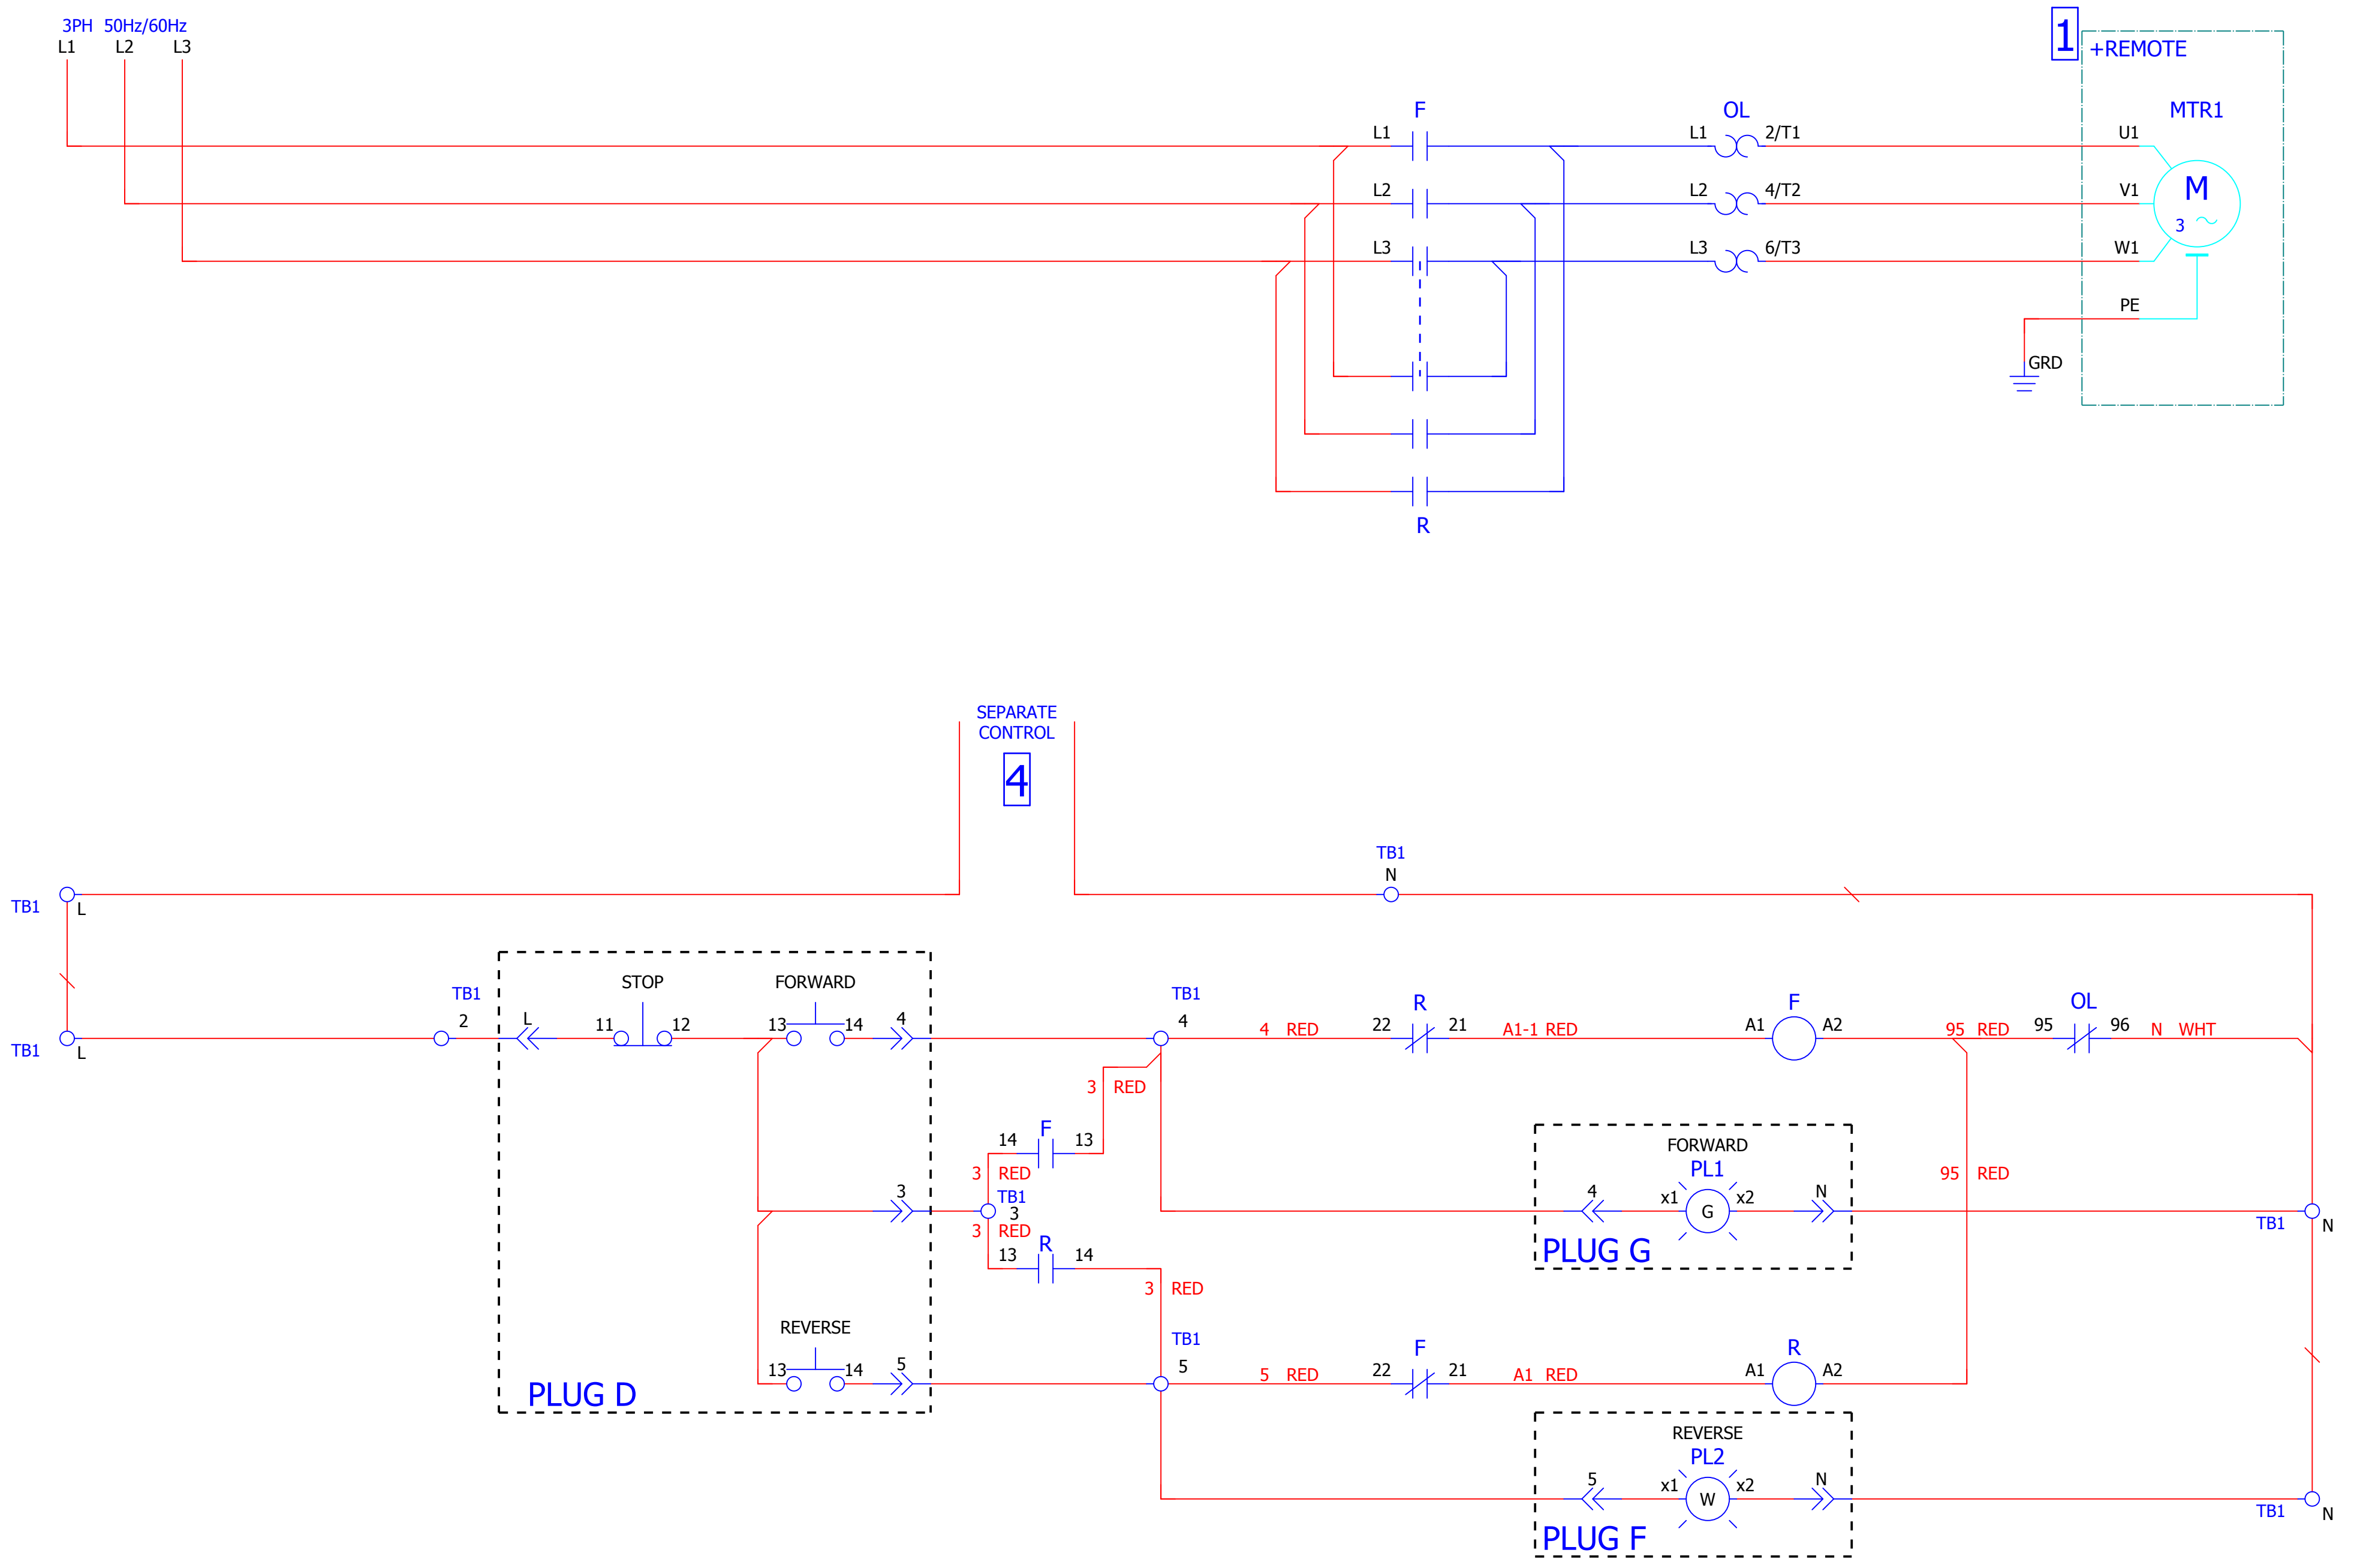 3PH 50Hz/60Hz
L1 L2 L3
1
+REMOTE
F
OL
MTR1
L1
L1
2/T1
U1
L2
L2
4/T2
V1
M
3
L3
L3
6/T3
W1
PE
GRD
R
SEPARATE
CONTROL
4
TB1
N
TB1
L
STOP
FORWARD
TB1
2
L
11
12
13
14
4
TB1
4
4 RED
22
R
21
A1-1 RED
A1
F
A2
95 RED
95
OL
96
N WHT
TB1
L
3 RED
14
F
13
3 RED
3
TB1
3
3 RED
13
R
14
3 RED
FORWARD
PL1
4
x1
G
x2
N
PLUG G
95 RED
TB1
N
REVERSE
13
14
5
PLUG D
TB1
5
5 RED
22
F
21
A1 RED
A1
R
A2
REVERSE
PL2
5
x1
W
x2
N
PLUG F
TB1
N